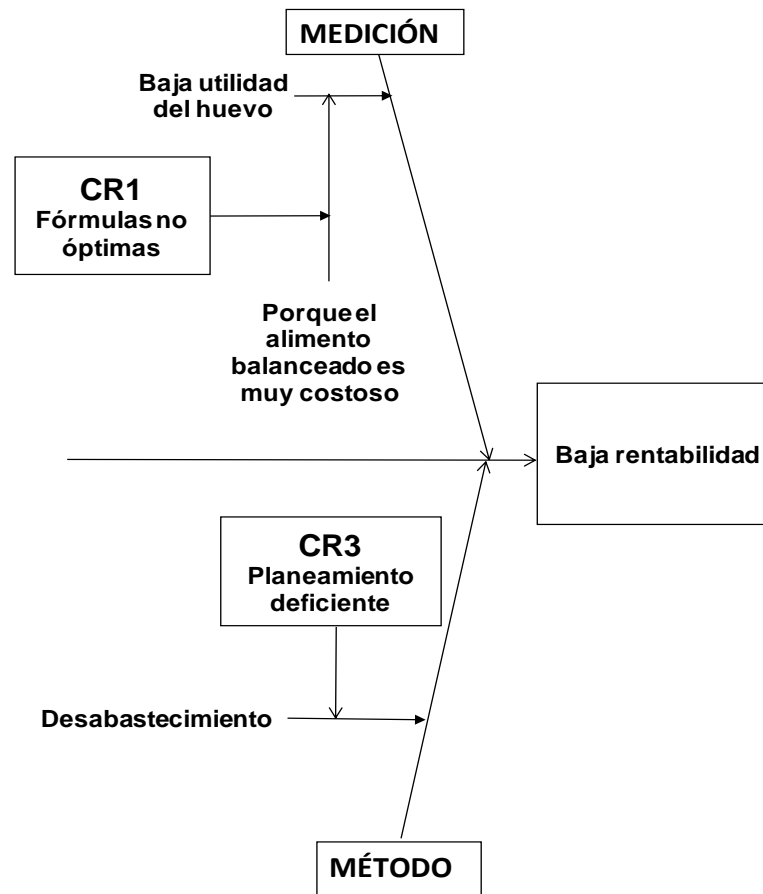 MEDICIÓN
Baja utilidad
del huevo
CR1
Fórmulas no
óptimas
Porque el
alimento
balanceado es
muy costoso
Baja rentabilidad
CR3
Planeamiento
deficiente
Desabastecimiento
MÉTODO